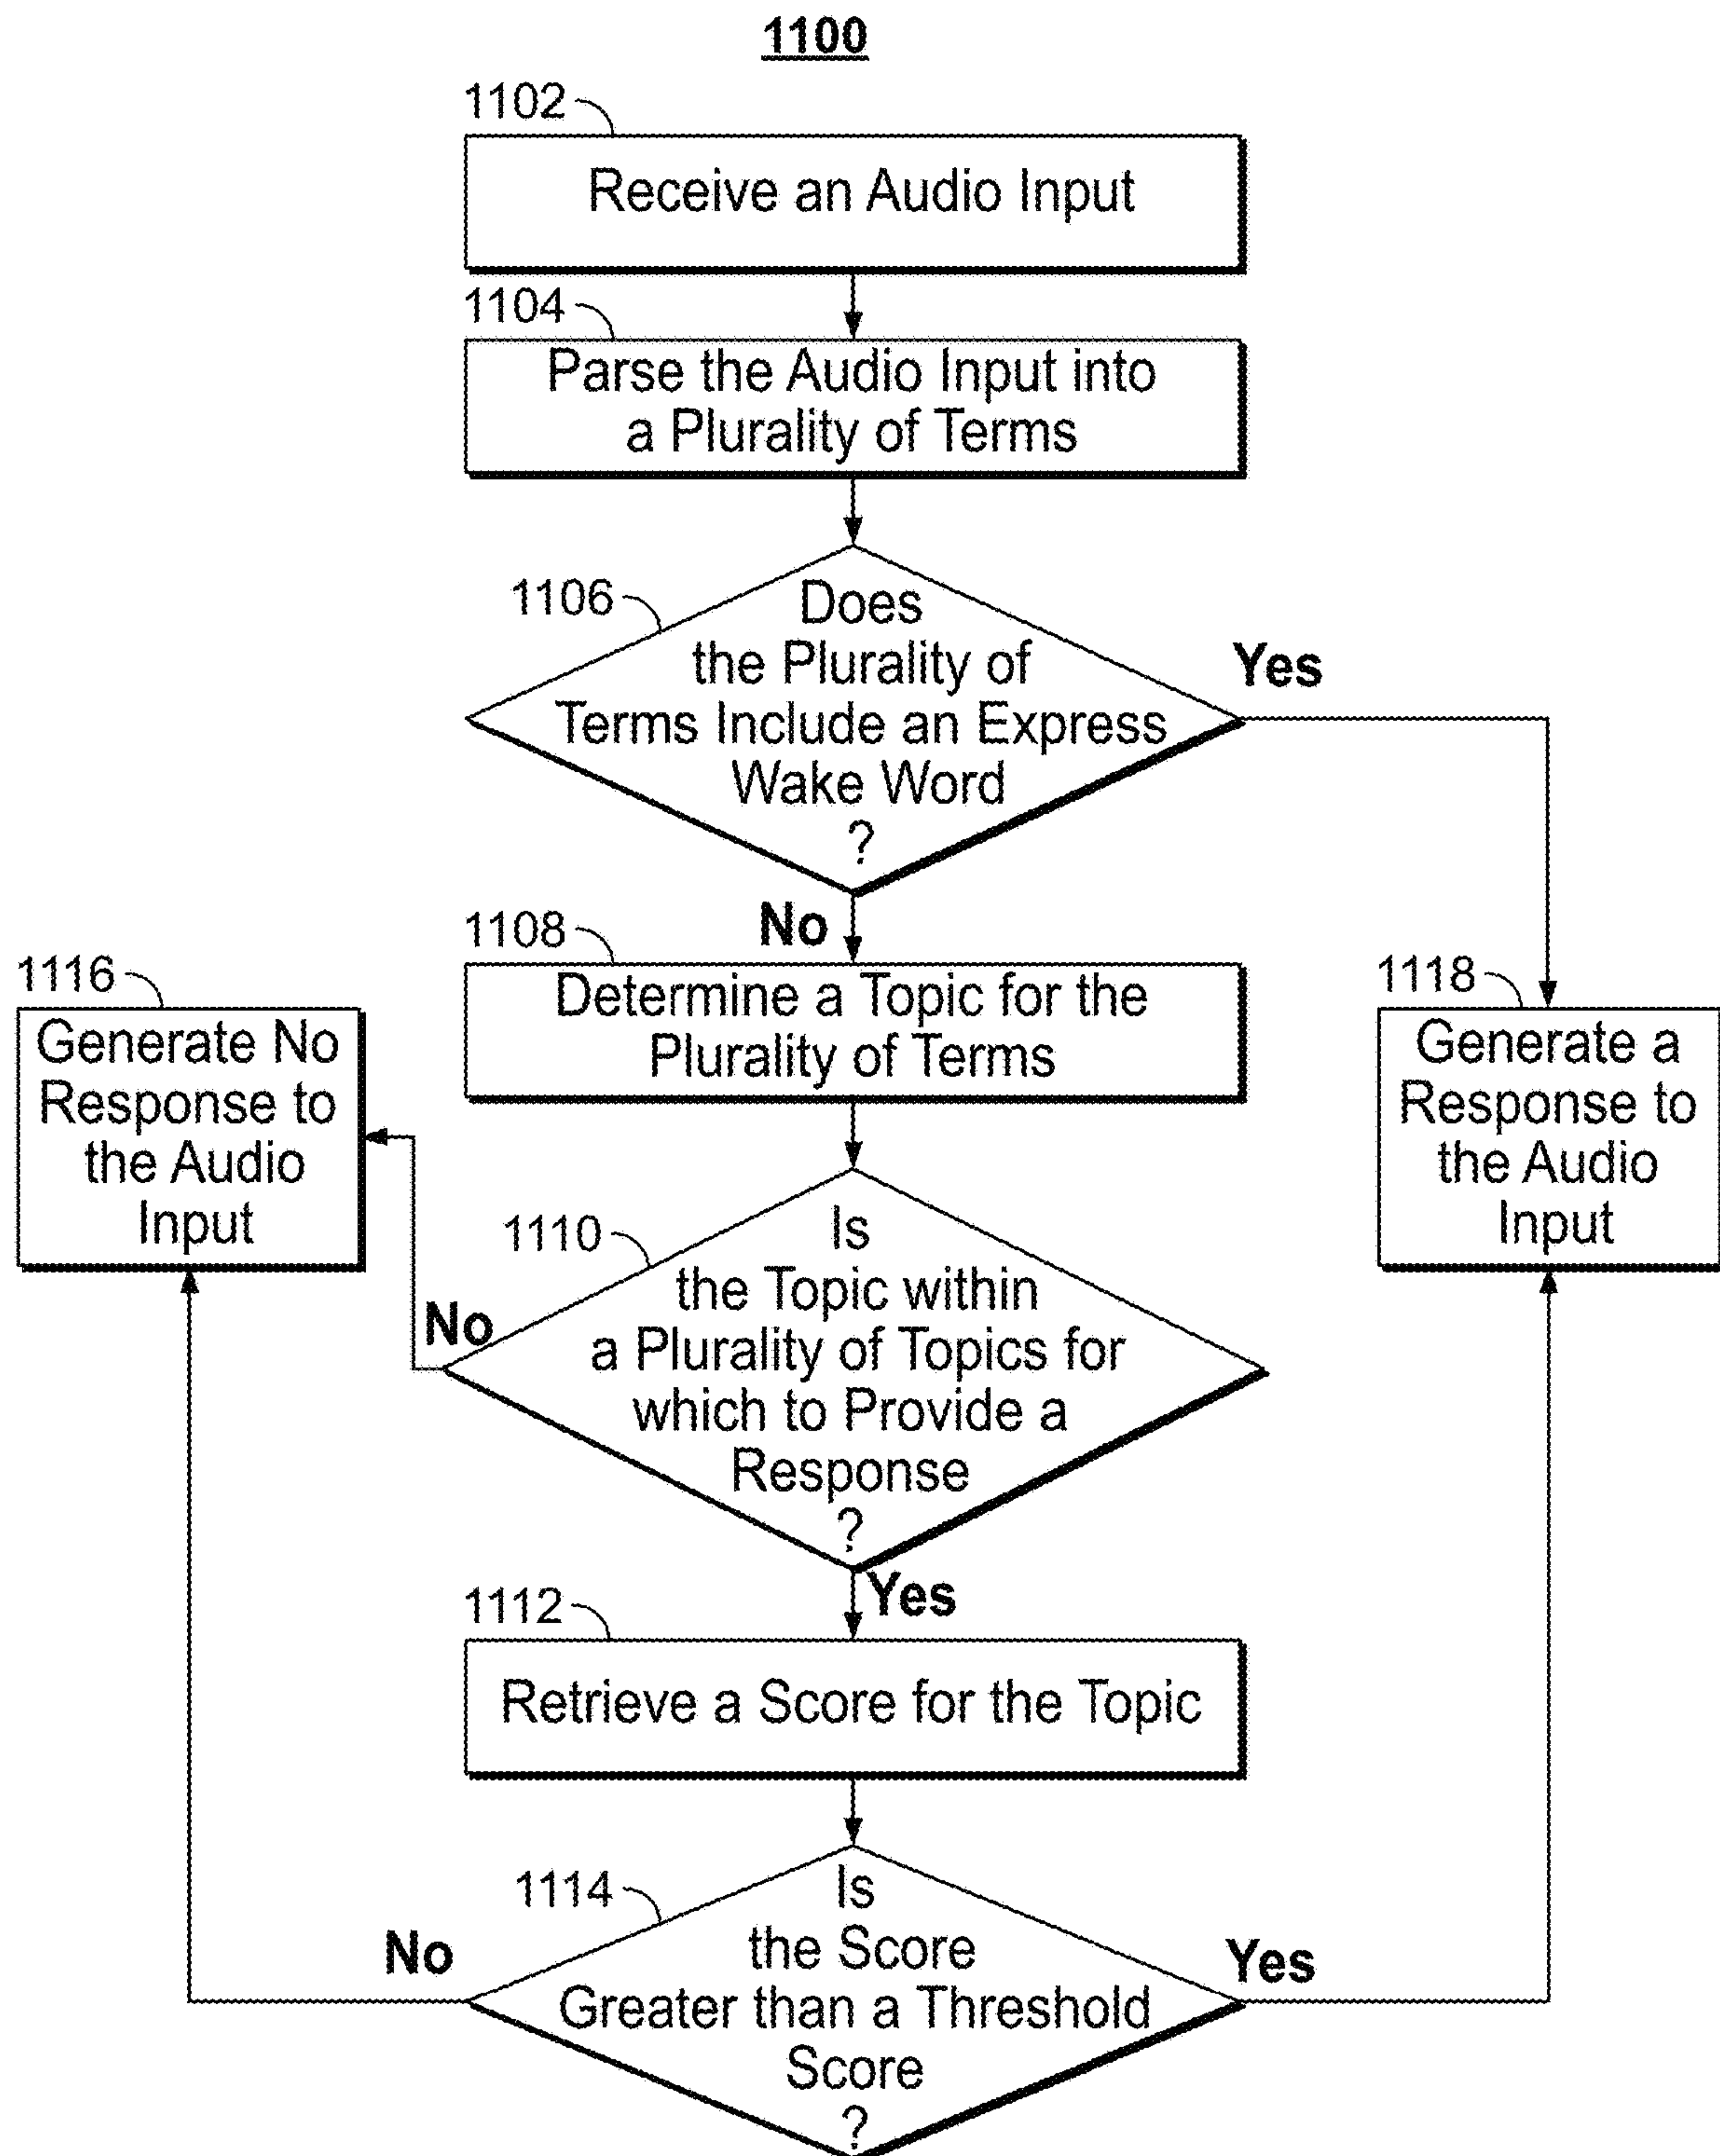 1100
1102
Receive an Audio Input
1104
Parse the Audio Input into
a Plurality of Terms
1106
Does
the Plurality of
Terms Include an Express
Wake Word
?
Yes
No
1108
Determine a Topic for the
Plurality of Terms
1116
Generate No
Response to
the Audio
Input
1118
Generate a
Response to
the Audio
Input
1110
Is
the Topic within
a Plurality of Topics for
which to Provide a
Response
?
No
Yes
1112
Retrieve a Score for the Topic
1114
Is
the Score
Greater than a Threshold
Score
?
No
Yes